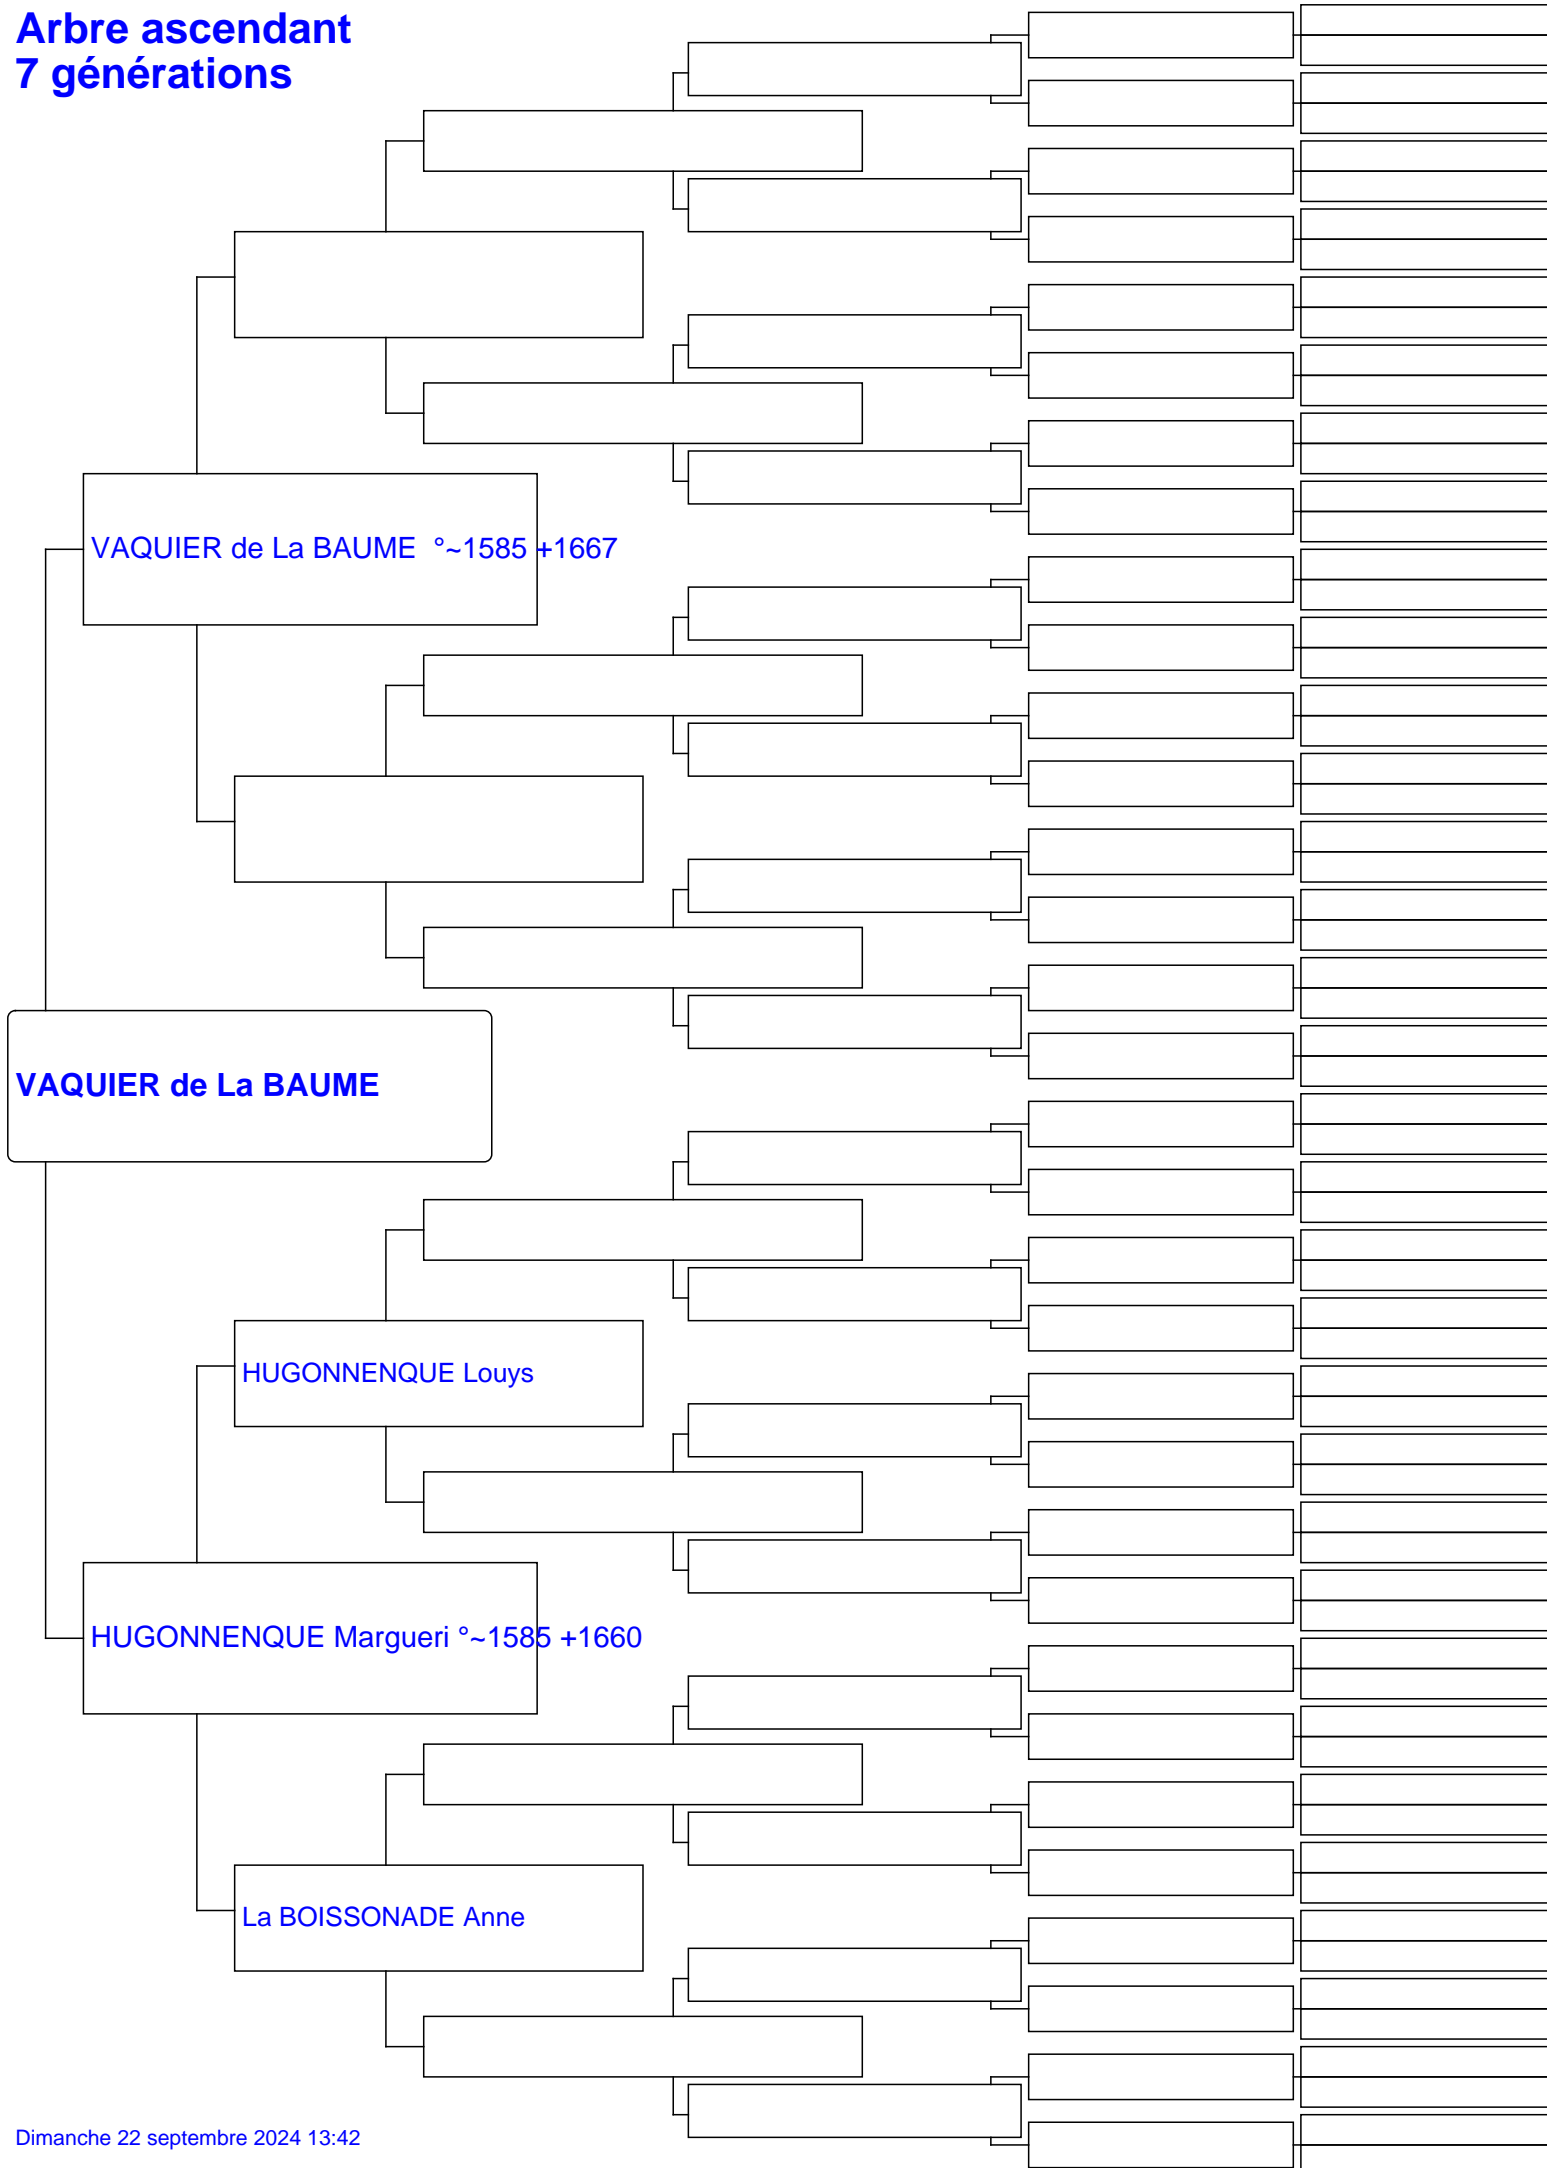 Arbre ascendant
7 générations
VAQUIER de La BAUME  °~1585 +1667
VAQUIER de La BAUME
HUGONNENQUE Louys
HUGONNENQUE Margueri °~1585 +1660
La BOISSONADE Anne
Dimanche 22 septembre 2024 13:42